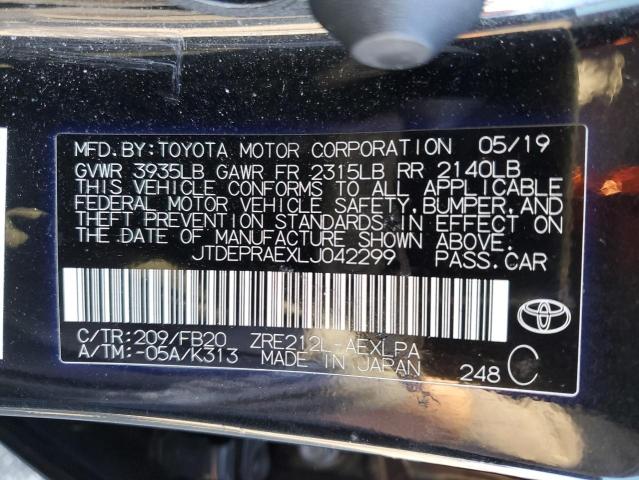 MFD. BY: TOYOTA MOTOR CORPORATION 05/19
GVWR 3935LB GAWR FR 2315LB RR 2140LB
THIS VEHICLE CONFORMS TO ALL APPLICABLE
FEDERAL MOTOR VEHICLE SAFETY, BUMPER, AND
THEFT PREVENTION STANDARDS IN EFFECT ON
THE DATE OF MANUFACTURE SHOWN ABOVE.
JTDEPRAEXLJ042299 PASS. CAR
C/TR: 209/FB20 ZRE212L-AEXLPA
A/TM: -05A/K313 MADE IN JAPAN
248 C